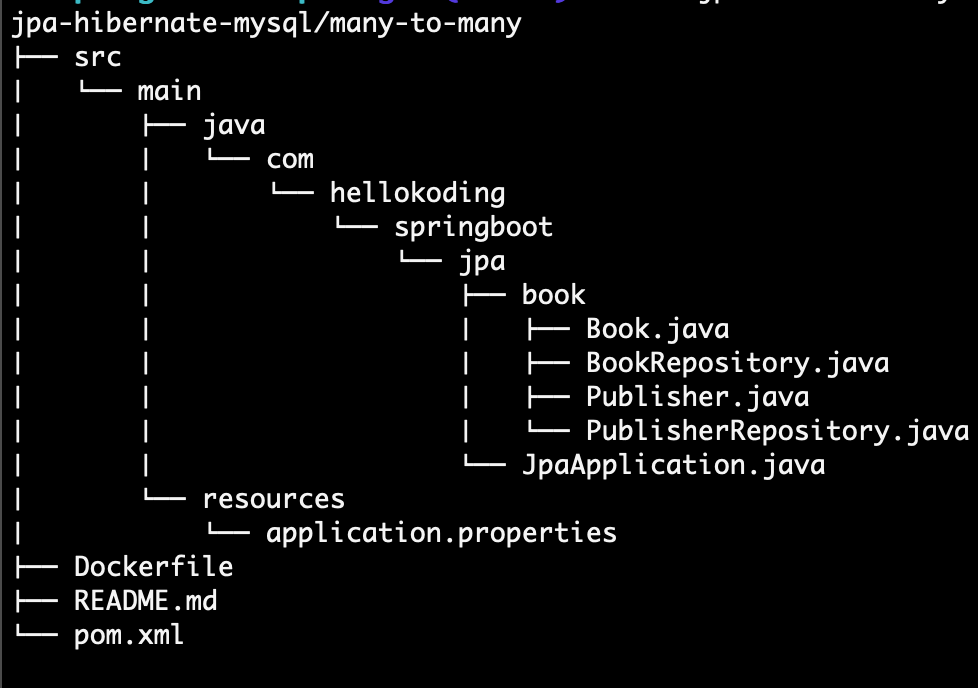 jpa-hibernate-mysql/many-to-many
├── src
│   └── main
│       ├── java
│       │   └── com
│       │       └── hellokoding
│       │           └── springboot
│       │               └── jpa
│       │                   ├── book
│       │                   │   ├── Book.java
│       │                   │   ├── BookRepository.java
│       │                   │   ├── Publisher.java
│       │                   │   └── PublisherRepository.java
│       │                   └── JpaApplication.java
│       └── resources
│           └── application.properties
├── Dockerfile
├── README.md
└── pom.xml